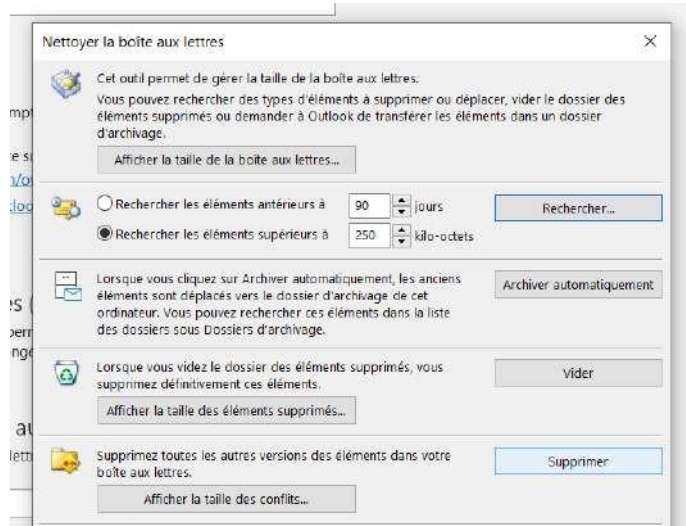 Nettoyer la boîte aux lettres
Cet outil permet de gérer la taille de la boîte aux lettres.
Vous pouvez rechercher des types d'éléments à supprimer ou déplacer, vider le dossier des
éléments supprimés ou demander à Outlook de transférer les éléments dans un dossier
d'archivage.
Afficher la taille de la boîte aux lettres...
Rechercher les éléments antérieurs à 90 jours
Rechercher...
Rechercher les éléments supérieurs à 250 kilo-octets
Lorsque vous cliquez sur Archiver automatiquement, les anciens
éléments sont déplacés vers le dossier d'archivage de cet
ordinateur. Vous pouvez rechercher ces éléments dans la liste
des dossiers sous Dossiers d'archivage.
Archiver automatiquement
Lorsque vous videz le dossier des éléments supprimés, vous
supprimez définitivement ces éléments.
Vider
Afficher la taille des éléments supprimés...
Supprimez toutes les autres versions des éléments dans votre
boîte aux lettres.
Supprimer
Afficher la taille des conflits...